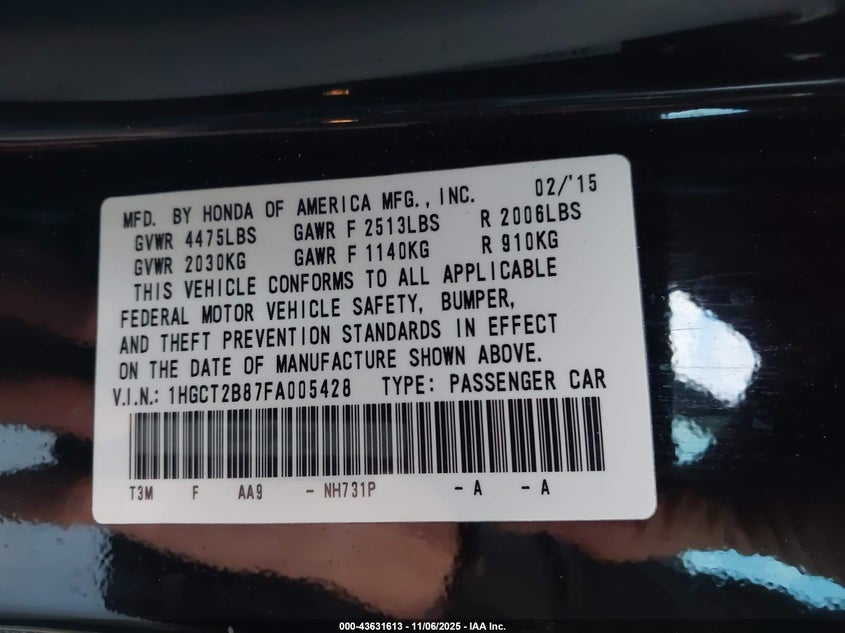 MFD. BY HONDA OF AMERICA MFG., INC. 02/'15
GVWR 4475LBS GAWR F 2513LBS R 2006LBS
GVWR 2030KG GAWR F 1140KG R 910KG
THIS VEHICLE CONFORMS TO ALL APPLICABLE
FEDERAL MOTOR VEHICLE SAFETY, BUMPER,
AND THEFT PREVENTION STANDARDS IN EFFECT
ON THE DATE OF MANUFACTURE SHOWN ABOVE.
V.I.N.: 1HGCT2B87FA005428 TYPE: PASSENGER CAR
T3M F AA9 - NH731P - A - A
000-43631613 - 11/06/2025 - IAA Inc.